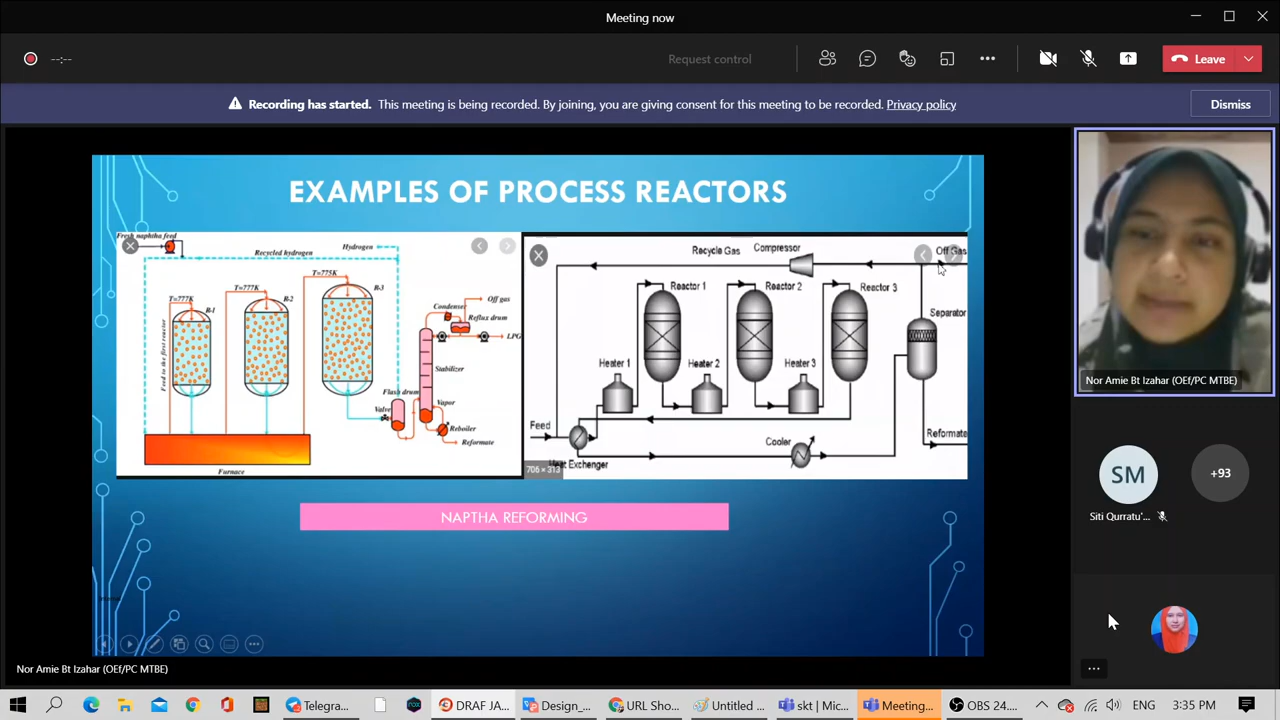 Meeting now
--:--
Request control
Leave
Recording has started. This meeting is being recorded. By joining, you are giving consent for this meeting to be recorded. Privacy policy
Dismiss
EXAMPLES OF PROCESS REACTORS
Fresh naphtha feed
Hydrogen
Recycled hydrogen
T=777K
T=777K
T=775K
R-1
R-2
R-3
Feed to the first reactor
Condenser
Off gas
Reflux drum
LPG
Stabilizer
Flash drum
Valve
Vapor
Reboiler
Reformate
Furnace
Recycle Gas
Compressor
Off Gas
Reactor 1
Reactor 2
Reactor 3
Separator
Heater 1
Heater 2
Heater 3
Feed
Cooler
Reformate
Heat Exchenger
706 × 313
NAPTHA REFORMING
Nor Amie Bt Izahar (OEf/PC MTBE)
SM
+93
Siti Qurratu'...
Nor Amie Bt Izahar (OEf/PC MTBE)
Telegra...
DRAF JA...
Design_...
URL Sho...
Untitled ...
skt | Mic...
Meeting...
OBS 24....
ENG
3:35 PM